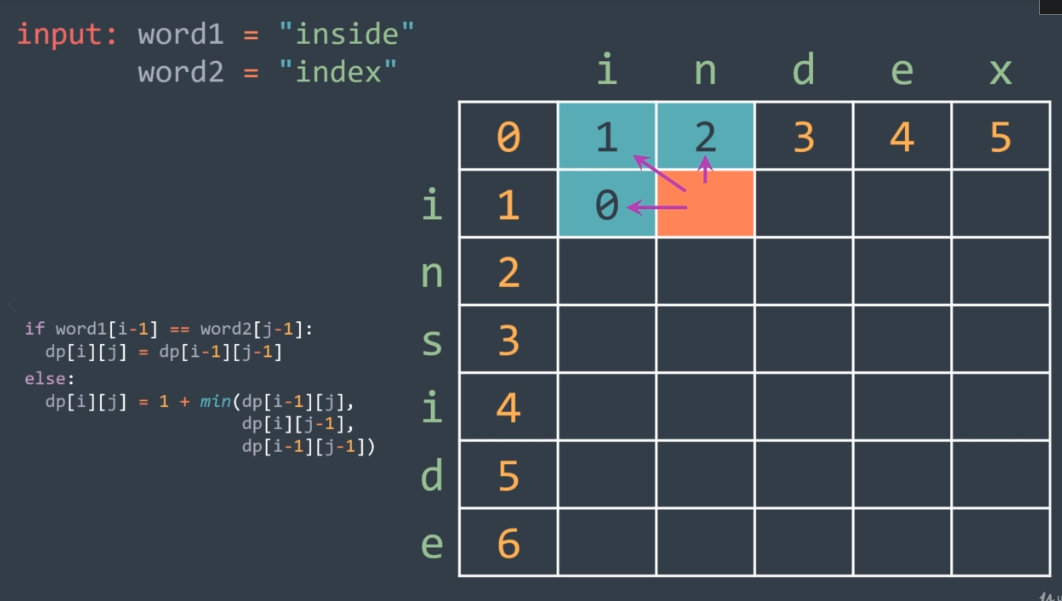 input: word1 = "inside"
word2 = "index"
i n d e x
0 1 2 3 4 5
i 1 0
n 2
s 3
i 4
d 5
e 6
if word1[i-1] == word2[j-1]:
dp[i][j] = dp[i-1][j-1]
else:
dp[i][j] = 1 + min(dp[i-1][j],
dp[i][j-1],
dp[i-1][j-1])